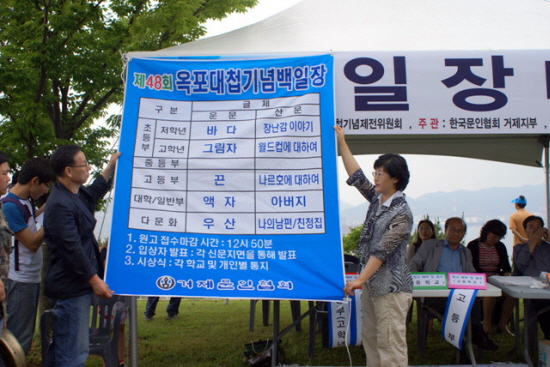 제48회 옥포대첩기념백일장
구분 글제
운문 산문
초등부 저학년 바다 장난감 이야기
고학년 그림자 월드컵에 대하여
중등부
고등부 끈 나르호에 대하여
대학/일반부 액자 아버지
다문화 우산 나의남편/친정집
1. 원고 접수마감 시간 : 12시 50분
2. 입상자 발표 : 각 신문지면을 통해 발표
3. 시상식 : 각 학교 및 개인별 통지
거제문인협회
일장
기념제전위원회, 주관 : 한국문인협회 거제지부
고등부